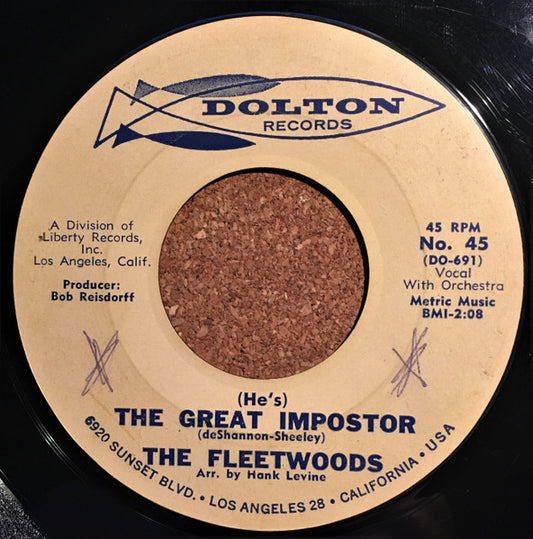 DOLTON
RECORDS
A Division of
Liberty Records,
Inc.
Los Angeles, Calif.
Producer:
Bob Reisdorff
45 RPM
No. 45
(DO-691)
Vocal
With Orchestra
Metric Music
BMI-2:08
(He's)
THE GREAT IMPOSTOR
(deShannon-Sheeley)
THE FLEETWOODS
Arr. by Hank Levine
6920 SUNSET BLVD. • LOS ANGELES 28 • CALIFORNIA • USA